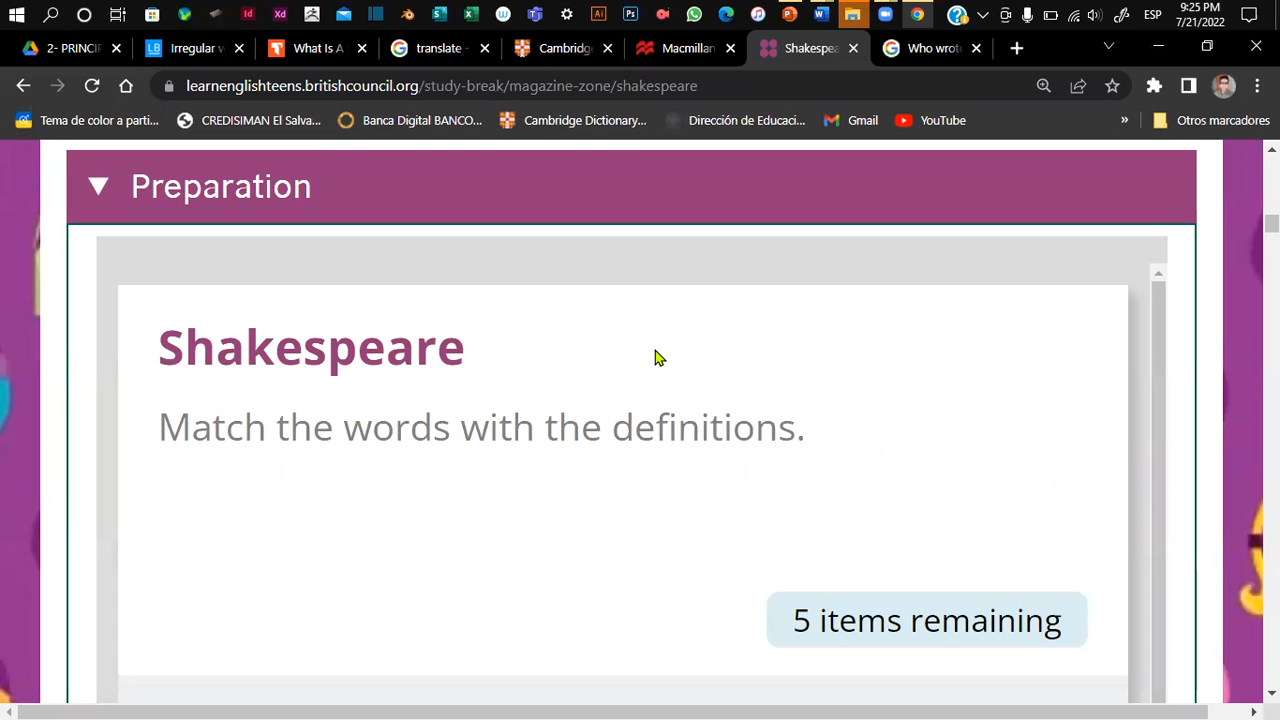 9:25 PM
ESP
7/21/2022
2- PRINCI
Irregular v
What Is A
translate -
Cambridg
Macmillan
Shakespea
Who wrot
learnenglishteens.britishcouncil.org/study-break/magazine-zone/shakespeare
Tema de color a parti...
CREDISIMAN El Salva...
Banca Digital BANCO...
Cambridge Dictionary...
Dirección de Educaci...
Gmail
YouTube
»
Otros marcadores
Preparation
Shakespeare
Match the words with the definitions.
5 items remaining